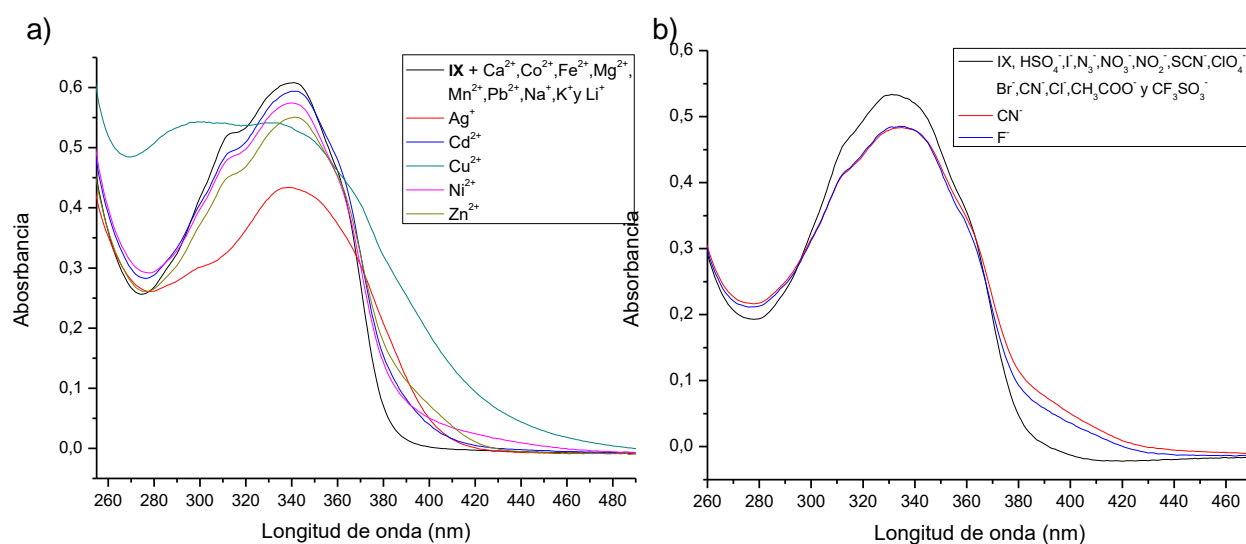 a)
IX + Ca²⁺,Co²⁺,Fe²⁺,Mg²⁺,
Mn²⁺,Pb²⁺,Na⁺,K⁺y Li⁺
Ag⁺
Cd²⁺
Cu²⁺
Ni²⁺
Zn²⁺
0,6
0,5
0,4
0,3
0,2
0,1
0,0
Abosrbancia
260 280 300 320 340 360 380 400 420 440 460 480
Longitud de onda (nm)
b)
IX, HSO₄⁻,I⁻,N₃⁻,NO₃⁻,NO₂⁻,SCN⁻,ClO₄⁻
Br⁻,CN⁻,Cl⁻,CH₃COO⁻ y CF₃SO₃⁻
CN⁻
F⁻
0,6
0,5
0,4
0,3
0,2
0,1
0,0
Absorbancia
260 280 300 320 340 360 380 400 420 440 460
Longitud de onda (nm)